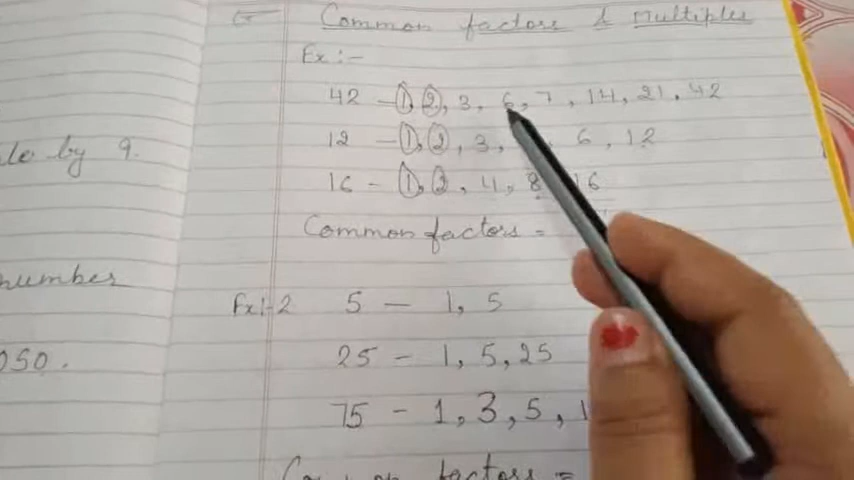 Common factors & Multiples
Ex :-
42 - 1, 2, 3, 6, 7, 14, 21, 42
12 - 1, 2, 3, 6, 12
16 - 1, 2, 4, 8 16
Common factors =
by 9.
number
Ex:-2 5 - 1, 5
050.
25 - 1, 5, 25
75 - 1, 3, 5,
factors =